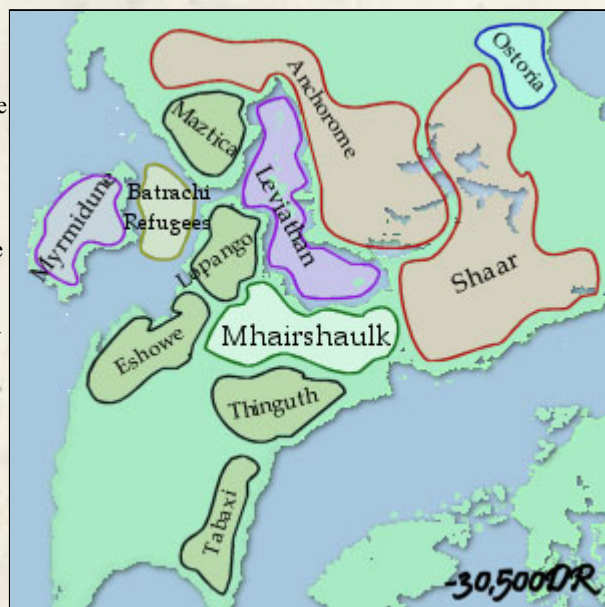 Ostoria
Anchorome
Maztica
Leviathan
Batrachi
Refugees
Myrmidune
Lopango
Shaar
Mhairshaulk
Eshowe
Thinguth
Tabaxi
-30,500DR